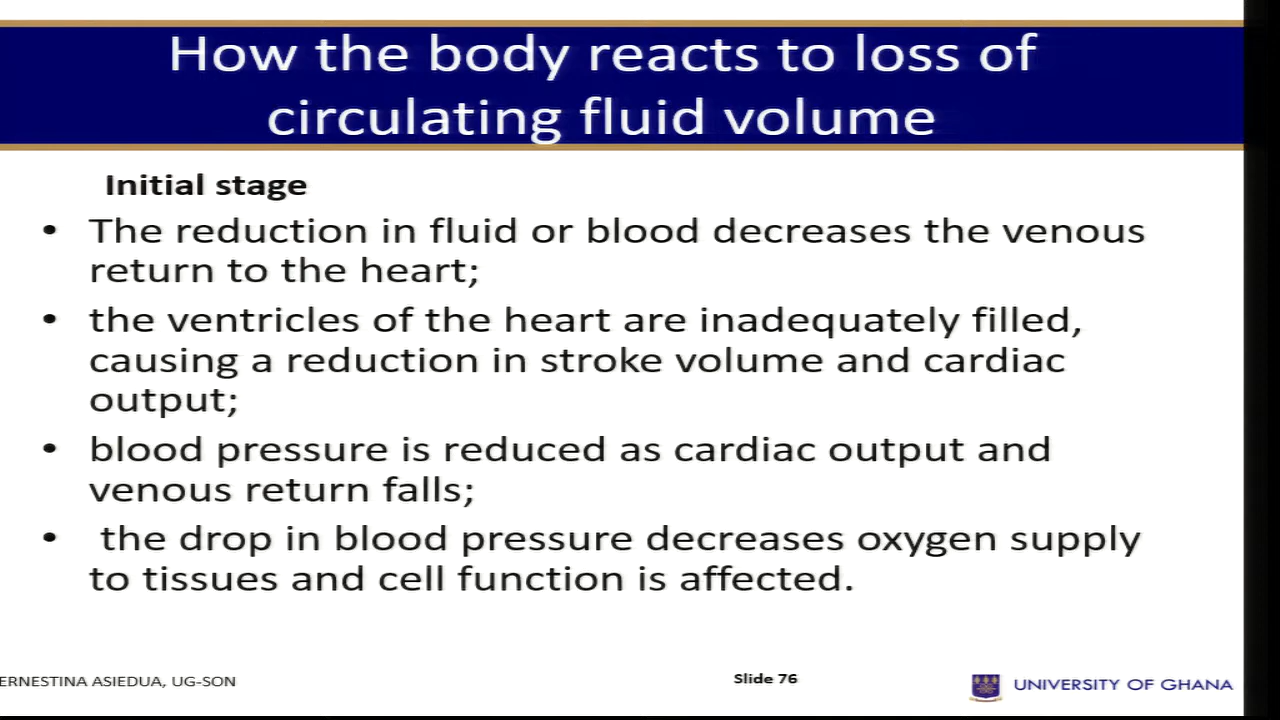 How the body reacts to loss of
circulating fluid volume
Initial stage
• The reduction in fluid or blood decreases the venous
return to the heart;
• the ventricles of the heart are inadequately filled,
causing a reduction in stroke volume and cardiac
output;
• blood pressure is reduced as cardiac output and
venous return falls;
• the drop in blood pressure decreases oxygen supply
to tissues and cell function is affected.
ERNESTINA ASIEDUA, UG-SON
Slide 76
UNIVERSITY OF GHANA